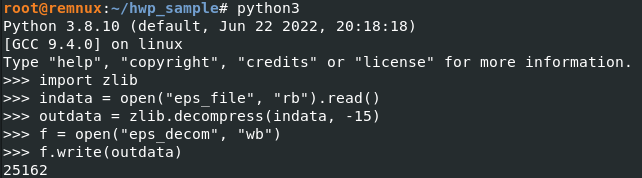 root@remnux:~/hwp_sample# python3
Python 3.8.10 (default, Jun 22 2022, 20:18:18)
[GCC 9.4.0] on linux
Type "help", "copyright", "credits" or "license" for more information.
>>> import zlib
>>> indata = open("eps_file", "rb").read()
>>> outdata = zlib.decompress(indata, -15)
>>> f = open("eps_decom", "wb")
>>> f.write(outdata)
25162